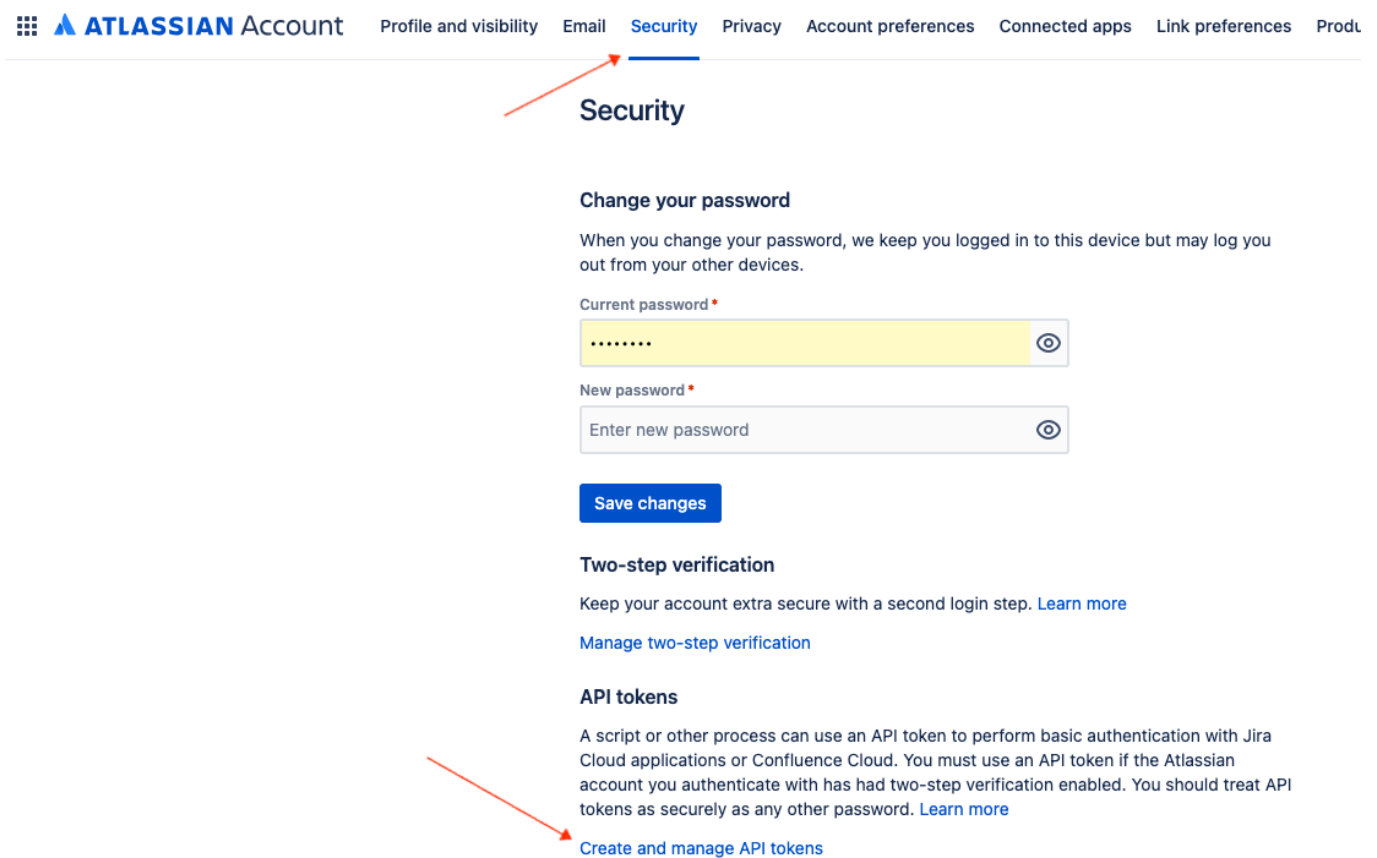 ATLASSIAN Account Profile and visibility Email Security Privacy Account preferences Connected apps Link preferences Produ
Security
Change your password
When you change your password, we keep you logged in to this device but may log you
out from your other devices.
Current password *
••••••••
New password *
Enter new password
Save changes
Two-step verification
Keep your account extra secure with a second login step. Learn more
Manage two-step verification
API tokens
A script or other process can use an API token to perform basic authentication with Jira
Cloud applications or Confluence Cloud. You must use an API token if the Atlassian
account you authenticate with has had two-step verification enabled. You should treat API
tokens as securely as any other password. Learn more
Create and manage API tokens